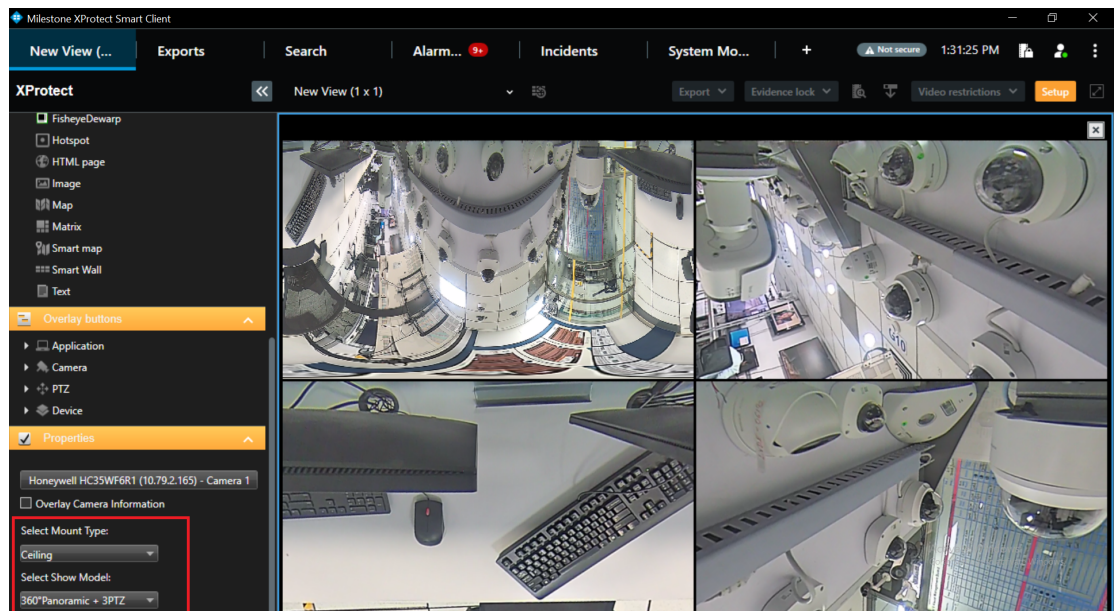 Milestone XProtect Smart Client
New View (... Exports Search Alarm... 9+ Incidents System Mo... + Not secure 1:31:25 PM
XProtect New View (1 x 1) Export Evidence lock Video restrictions Setup
FisheyeDewarp
Hotspot
HTML page
Image
Map
Matrix
Smart map
Smart Wall
Text
Overlay buttons
Application
Camera
PTZ
Device
Properties
Honeywell HC35WF6R1 (10.79.2.165) - Camera 1
Overlay Camera Information
Select Mount Type:
Ceiling
Select Show Model:
360°Panoramic + 3PTZ
G10